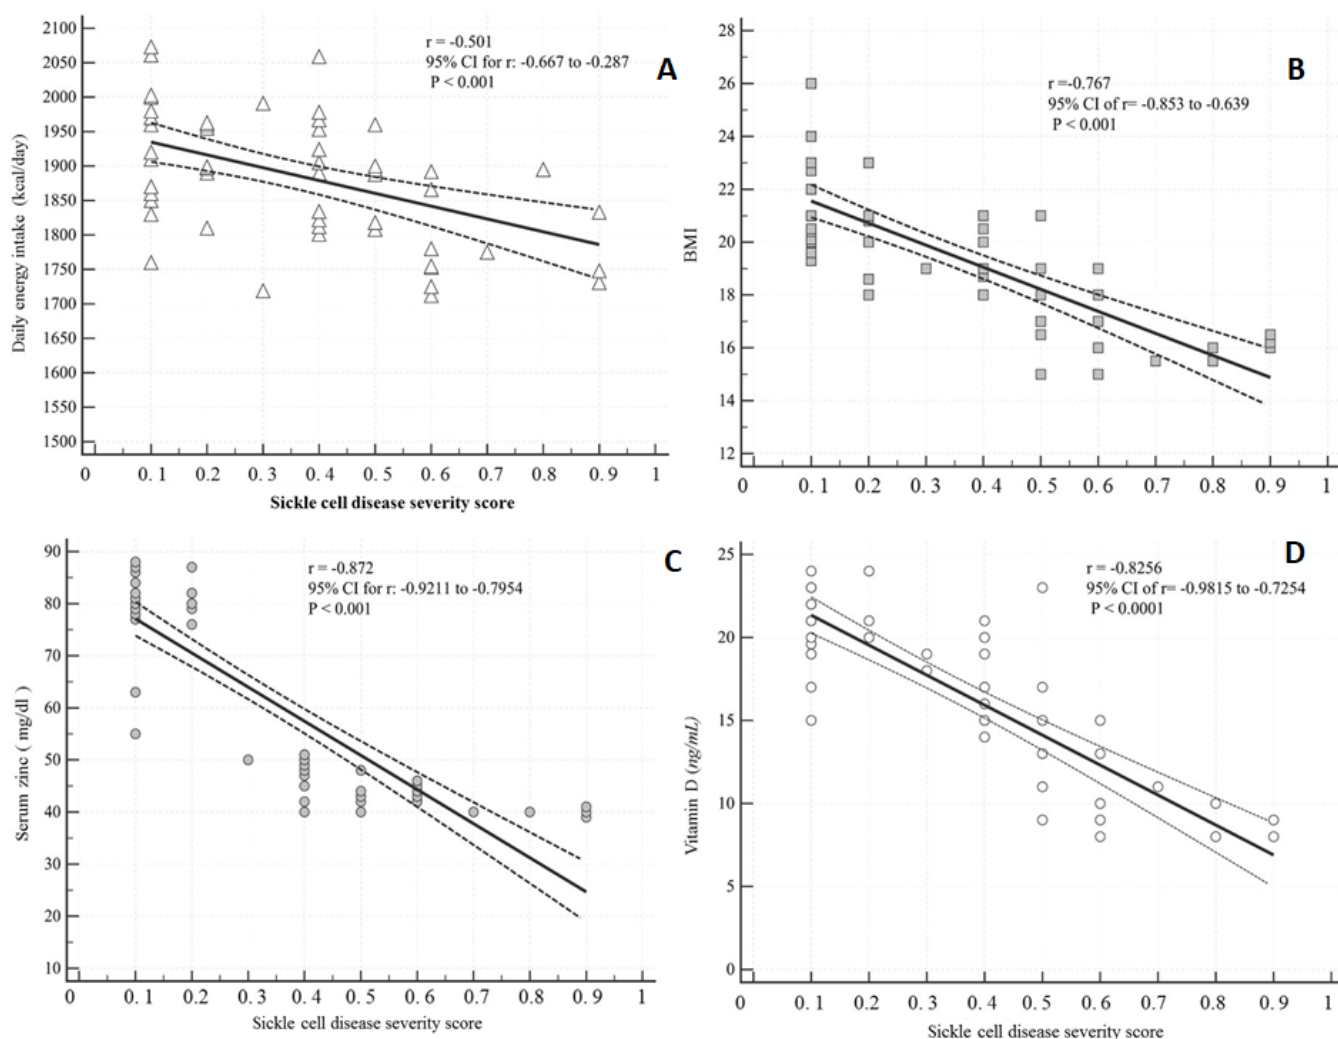 2100
2050
2000
1950
1900
1850
1800
1750
1700
1650
1600
1550
1500
Daily energy intake (kcal/day)
r = -0.501
95% CI for r: -0.667 to -0.287
P < 0.001
A
0 0.1 0.2 0.3 0.4 0.5 0.6 0.7 0.8 0.9 1
Sickle cell disease severity score
28
26
24
22
20
18
16
14
12
BMI
r =-0.767
95% CI of r= -0.853 to -0.639
P < 0.001
B
0 0.1 0.2 0.3 0.4 0.5 0.6 0.7 0.8 0.9 1
90
80
70
60
50
40
30
20
10
Serum zinc ( mg/dl )
r = -0.872
95% CI for r: -0.9211 to -0.7954
P < 0.001
C
0 0.1 0.2 0.3 0.4 0.5 0.6 0.7 0.8 0.9 1
Sickle cell disease severity score
25
20
15
10
5
0
Vitamin D (ng/mL)
r = -0.8256
95% CI of r= -0.9815 to -0.7254
P < 0.0001
D
0 0.1 0.2 0.3 0.4 0.5 0.6 0.7 0.8 0.9 1
Sickle cell disease severity score